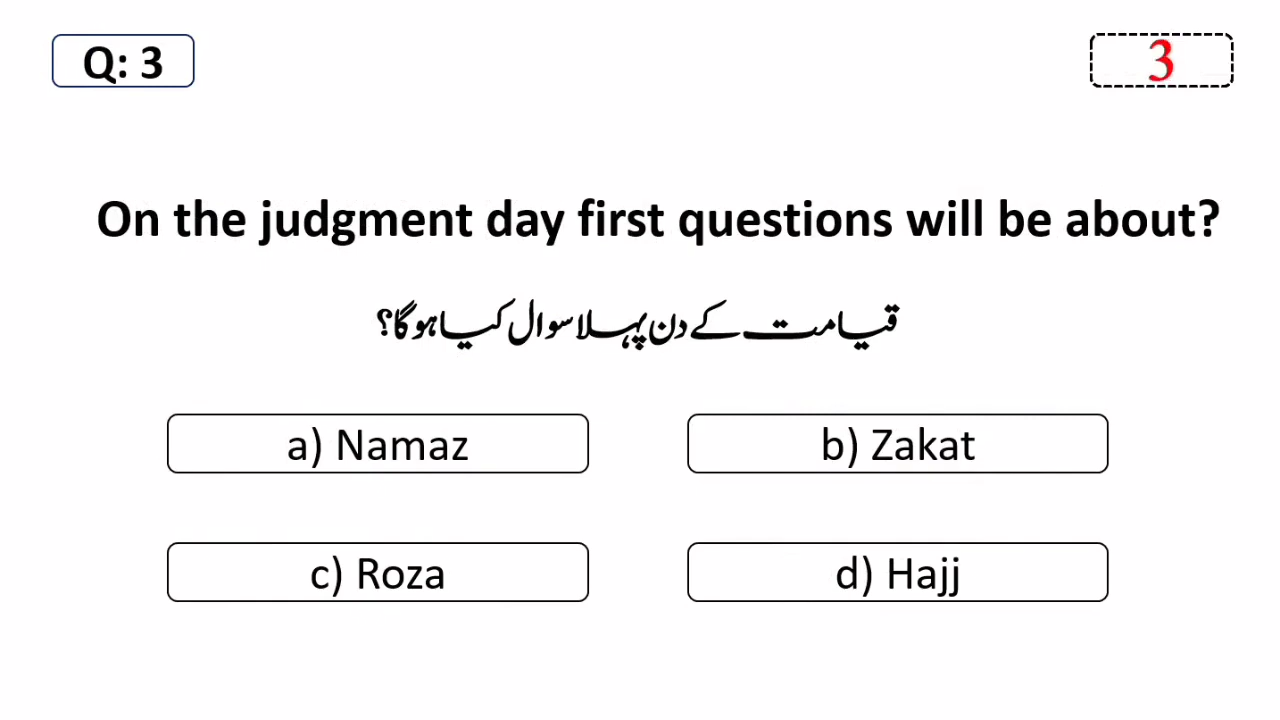 Q: 3
3
On the judgment day first questions will be about?
قیامت کے دن پہلا سوال کیا ہوگا؟
a) Namaz
b) Zakat
c) Roza
d) Hajj